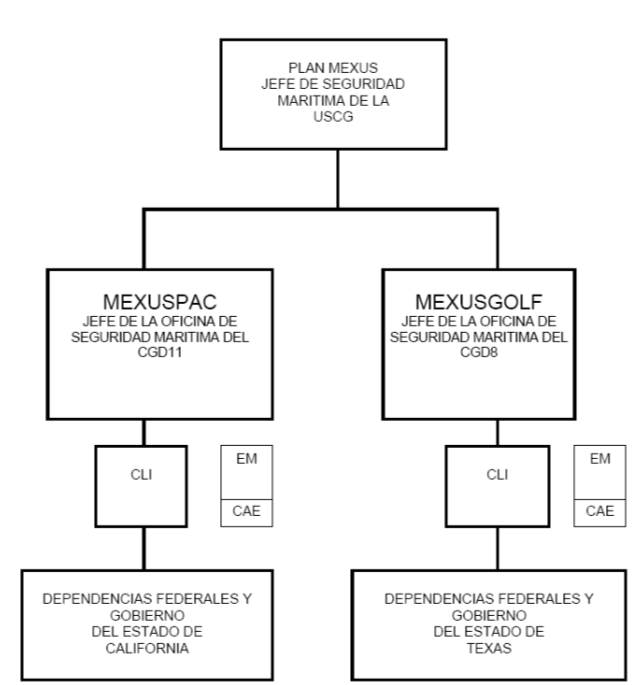 PLAN MEXUS
JEFE DE SEGURIDAD
MARITIMA DE LA
USCG
MEXUSPAC
JEFE DE LA OFICINA DE
SEGURIDAD MARITIMA DEL
CGD11
MEXUSGOLF
JEFE DE LA OFICINA DE
SEGURIDAD MARITIMA DEL
CGD8
CLI
EM
CAE
CLI
EM
CAE
DEPENDENCIAS FEDERALES Y
GOBIERNO
DEL ESTADO DE
CALIFORNIA
DEPENDENCIAS FEDERALES Y
GOBIERNO
DEL ESTADO DE
TEXAS